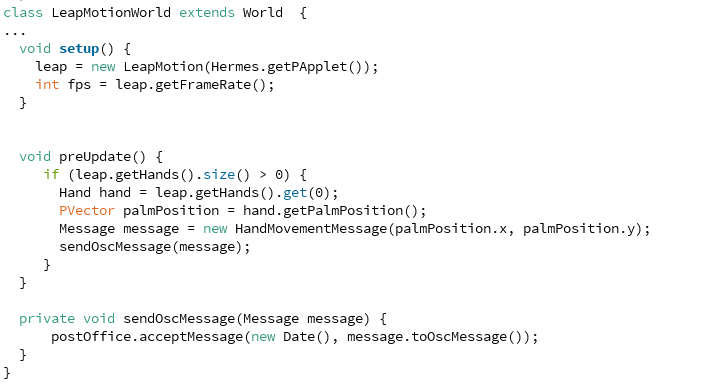 class LeapMotionWorld extends World  {
...
  void setup() {
    leap = new LeapMotion(Hermes.getPApplet());
    int fps = leap.getFrameRate();
  }
  void preUpdate() {
     if (leap.getHands().size() > 0) {
       Hand hand = leap.getHands().get(0);
       PVector palmPosition = hand.getPalmPosition();
       Message message = new HandMovementMessage(palmPosition.x, palmPosition.y);
       sendOscMessage(message);
     }
  }
  private void sendOscMessage(Message message) {
      postOffice.acceptMessage(new Date(), message.toOscMessage());
  }
}